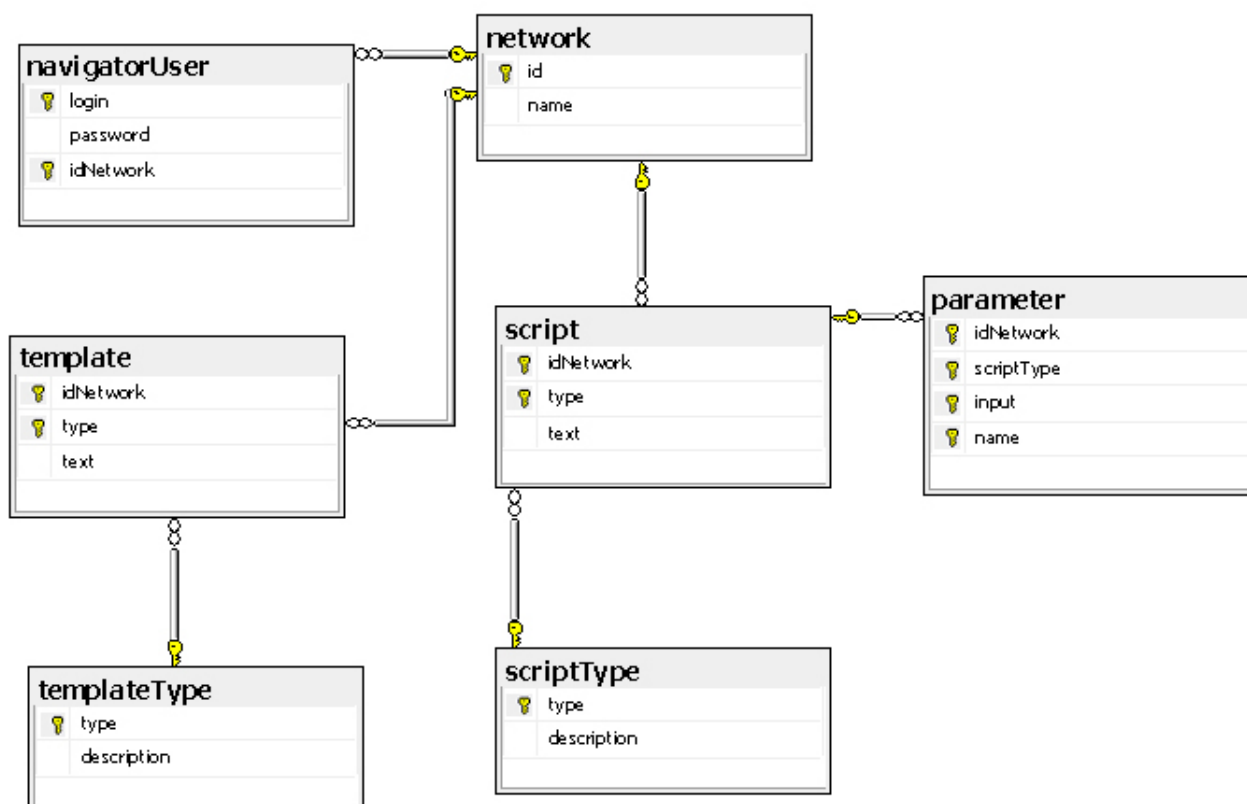 navigatorUser
login
password
idNetwork
network
id
name
template
idNetwork
type
text
script
idNetwork
type
text
parameter
idNetwork
scriptType
input
name
templateType
type
description
scriptType
type
description